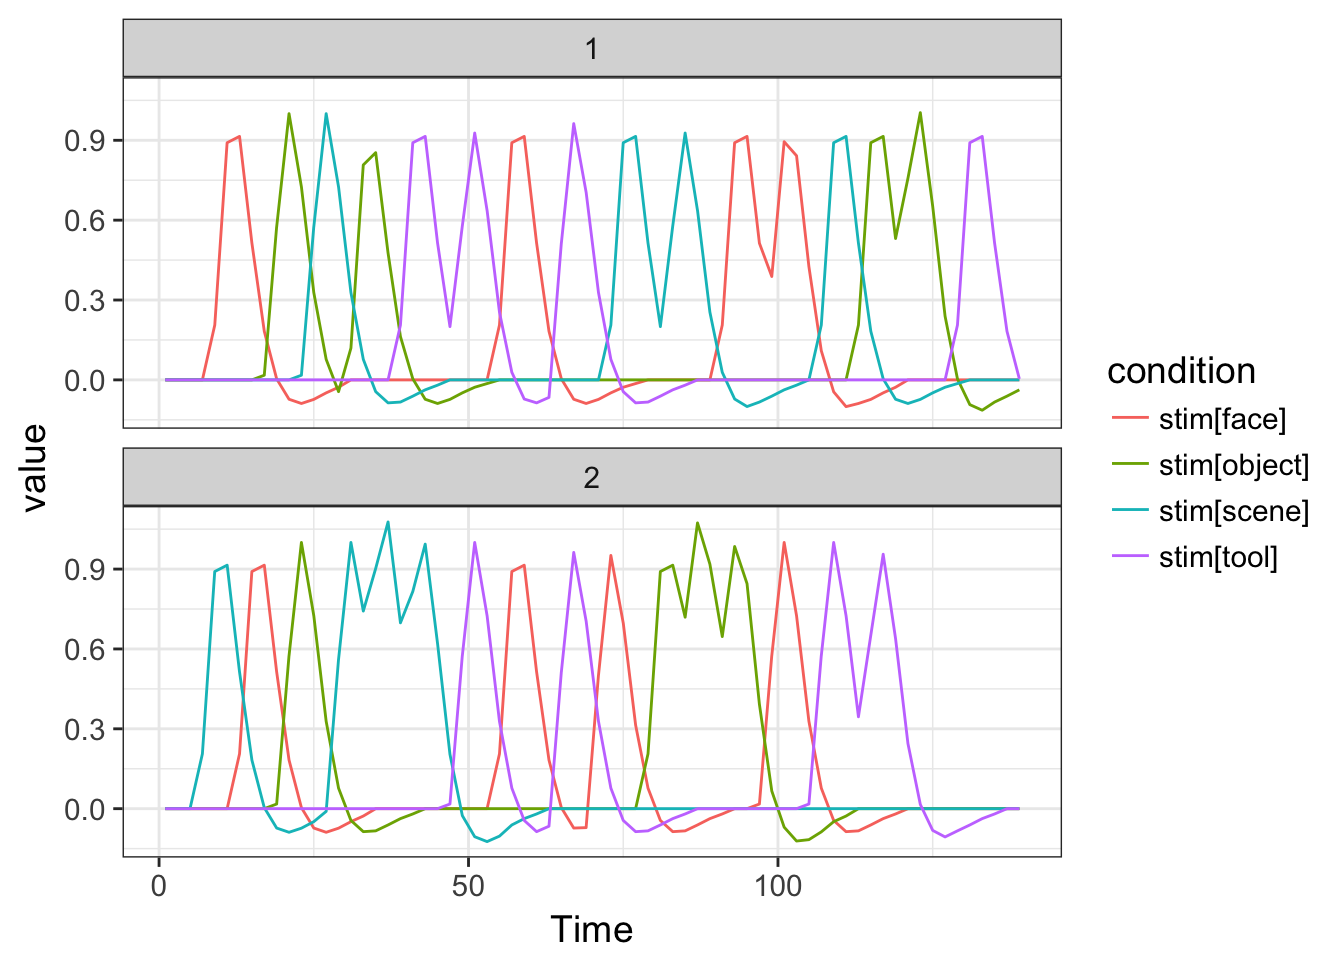 1
0.9
0.6
0.3
0.0
value
2
0.9
0.6
0.3
0.0
0 50 100
Time
condition
stim[face]
stim[object]
stim[scene]
stim[tool]